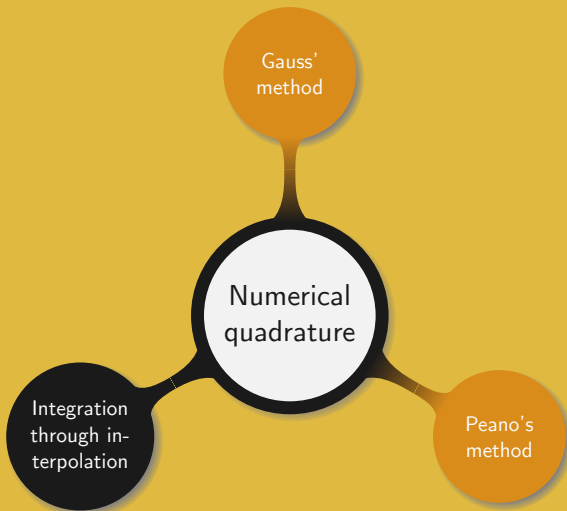 Gauss'
method
Numerical
quadrature
Integration
through in-
terpolation
Peano's
method